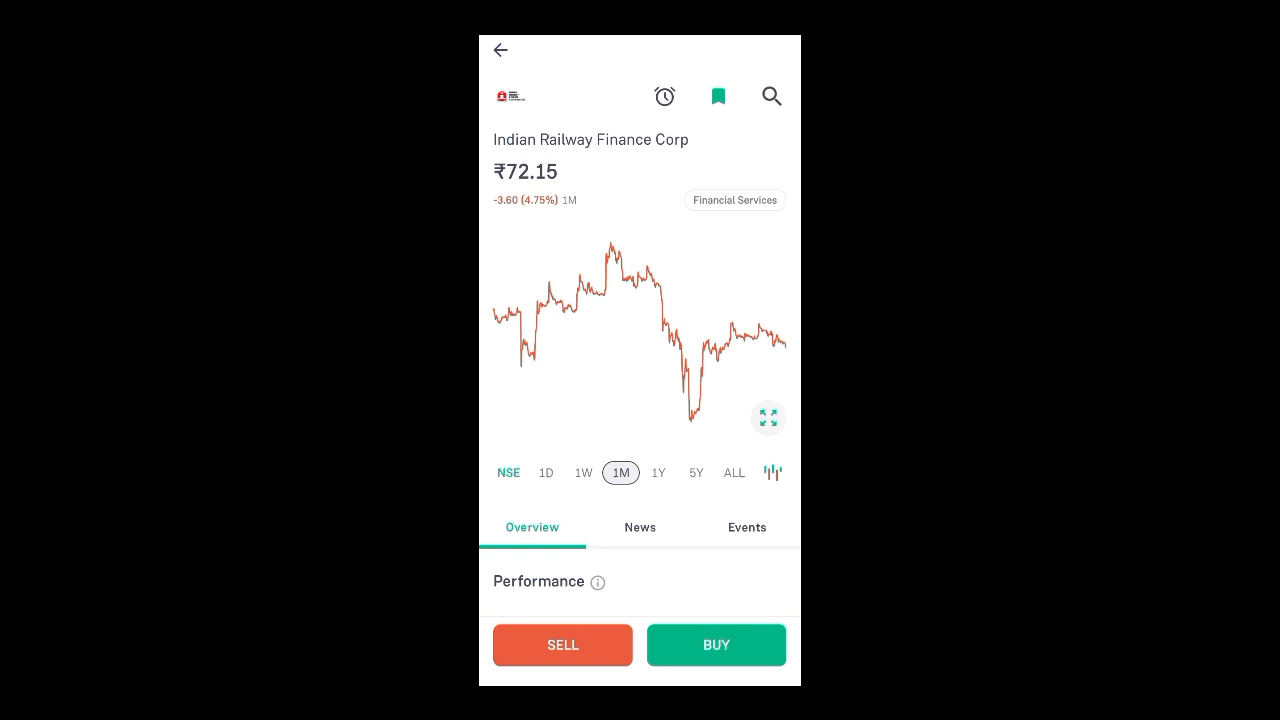 Indian Railway Finance Corp
₹72.15
-3.60 (4.75%) 1M
Financial Services
NSE 1D 1W 1M 1Y 5Y ALL
Overview News Events
Performance
SELL BUY